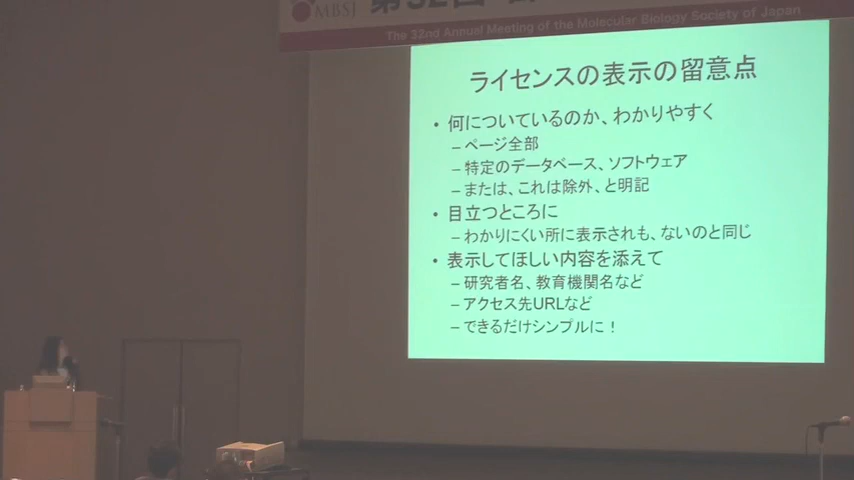 MBSJ
第32回
The 32nd Annual Meeting of the Molecular Biology Society of Japan
ライセンスの表示の留意点
• 何についているのか、わかりやすく
– ページ全部
– 特定のデータベース、ソフトウェア
– または、これは除外、と明記
• 目立つところに
– わかりにくい所に表示されも、ないのと同じ
• 表示してほしい内容を添えて
– 研究者名、教育機関名など
– アクセス先URLなど
– できるだけシンプルに！